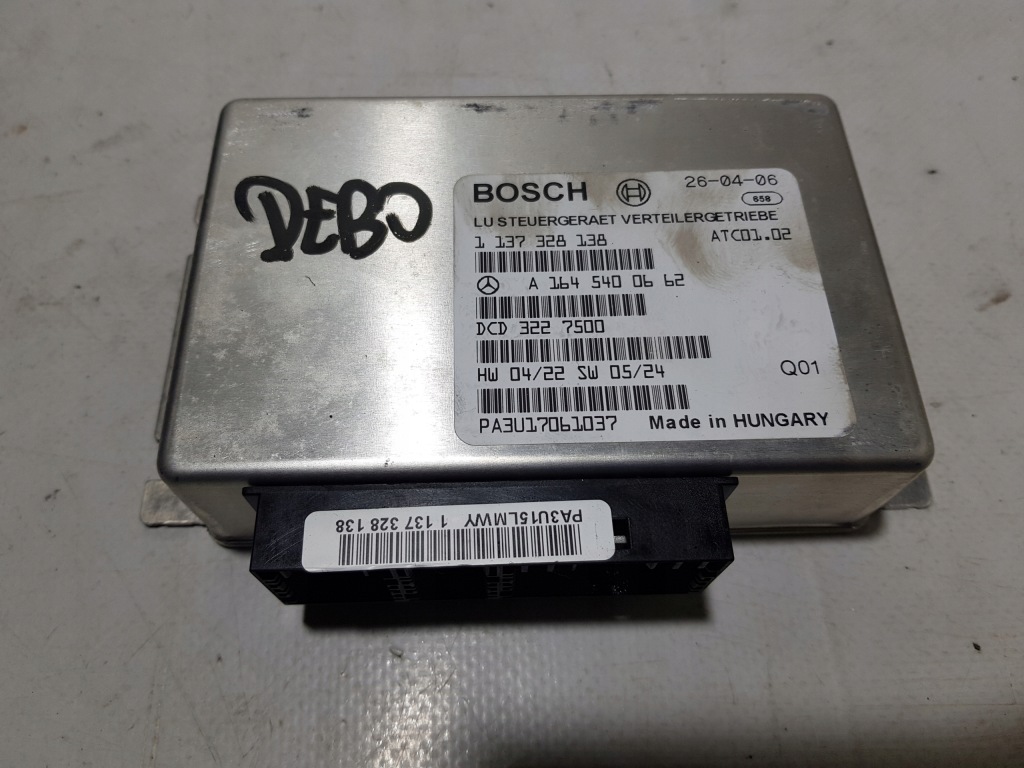 DEBO
BOSCH 26-04-06
858
LU STEUERGERAET VERTEILERGETRIEBE
1 137 328 138 ATC01.02
A 164 540 06 62
DCD 322 7500
HW 04/22 SW 05/24 Q01
PA3U17061037 Made in HUNGARY
PA3U15LMWY 1 137 328 138